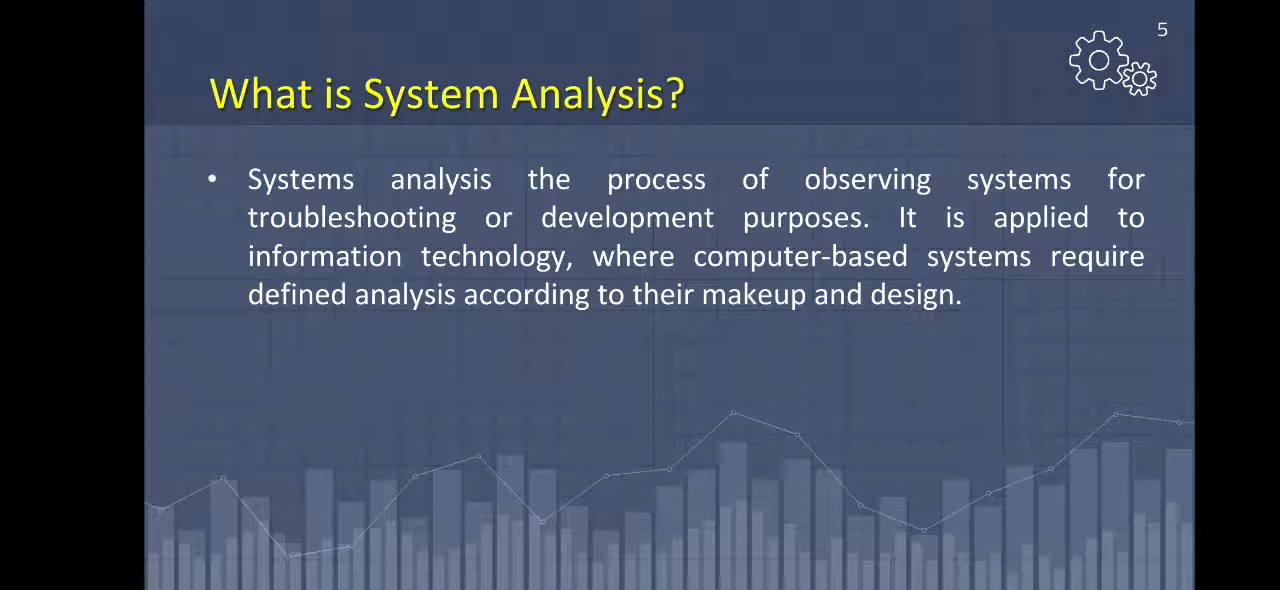 5
What is System Analysis?
• Systems analysis the process of observing systems for
troubleshooting or development purposes. It is applied to
information technology, where computer-based systems require
defined analysis according to their makeup and design.